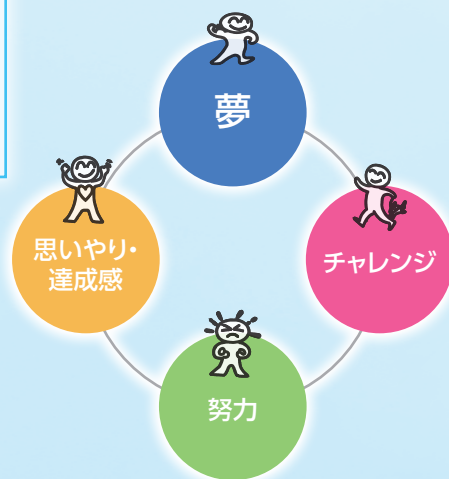 夢
チャレンジ
努力
思いやり・
達成感